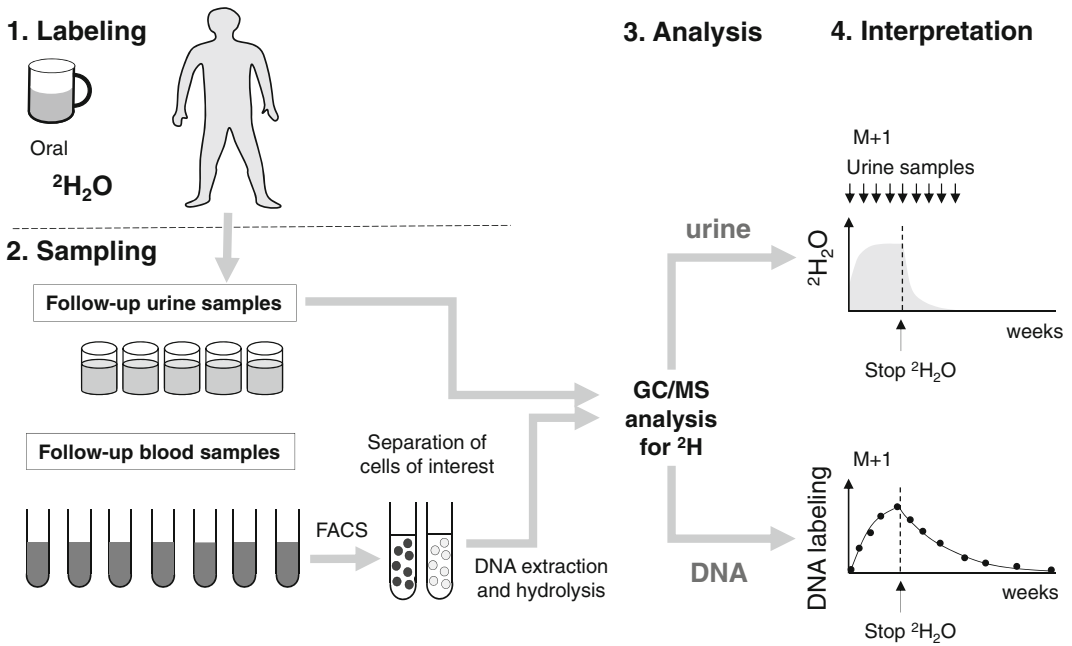 1. Labeling
Oral
²H₂O
2. Sampling
Follow-up urine samples
Follow-up blood samples
FACS
Separation of
cells of interest
DNA extraction
and hydrolysis
3. Analysis
GC/MS
analysis
for ²H
urine
DNA
4. Interpretation
M+1
Urine samples
²H₂O
weeks
Stop ²H₂O
M+1
DNA labeling
weeks
Stop ²H₂O